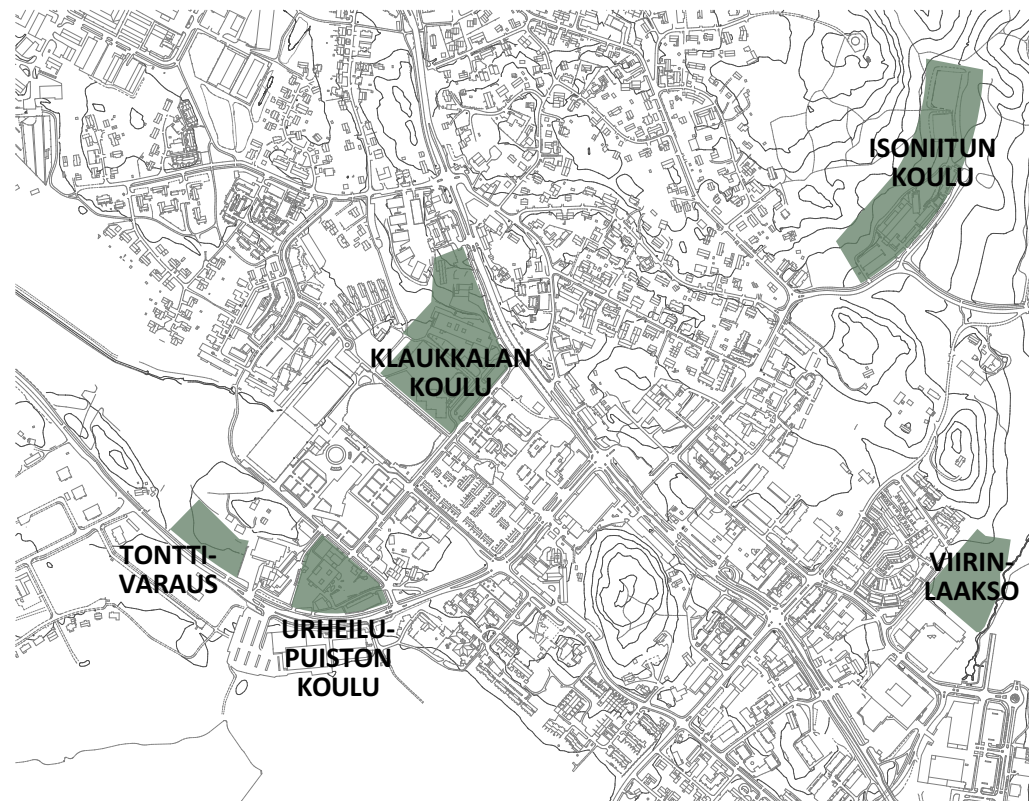 ISONIITUN
KOULU
KLAUKKALAN
KOULU
TONTTI-
VARAUS
URHEILU-
PUISTON
KOULU
VIIRIN-
LAAKSO